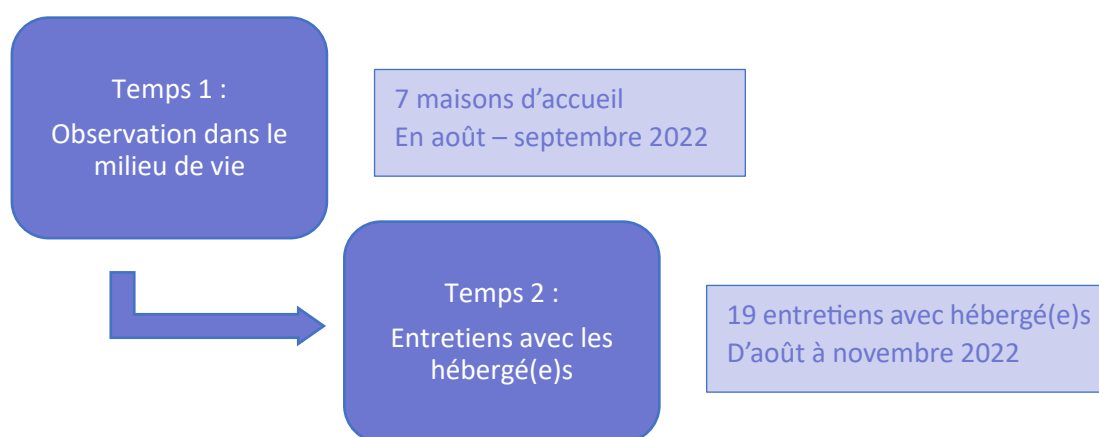 Temps 1 :
Observation dans le
milieu de vie
7 maisons d’accueil
En août – septembre 2022
Temps 2 :
Entretiens avec les
hébergé(e)s
19 entretiens avec hébergé(e)s
D’août à novembre 2022